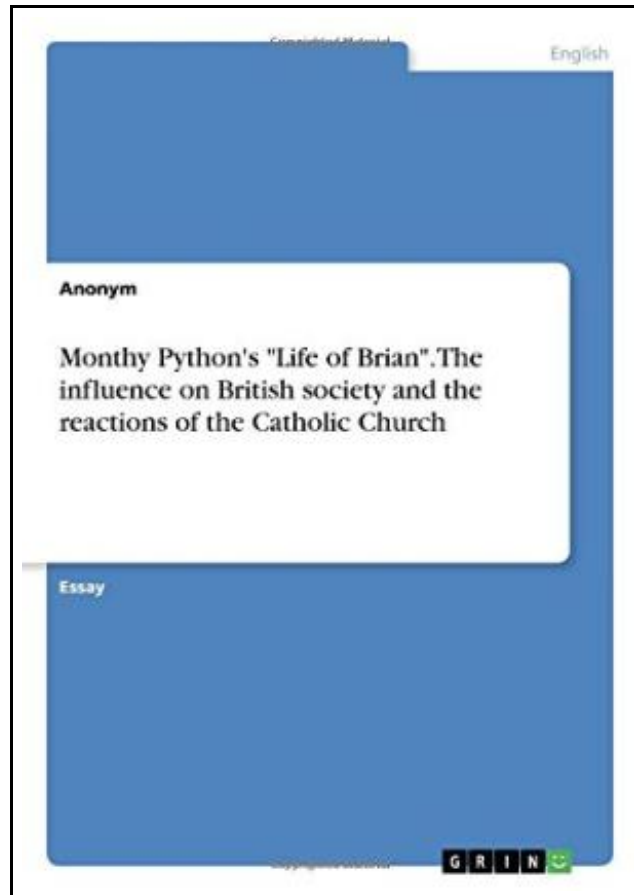 English
Anonym
Monthy Python's "Life of Brian".The
influence on British society and the
reactions of the Catholic Church
Essay
GRIN